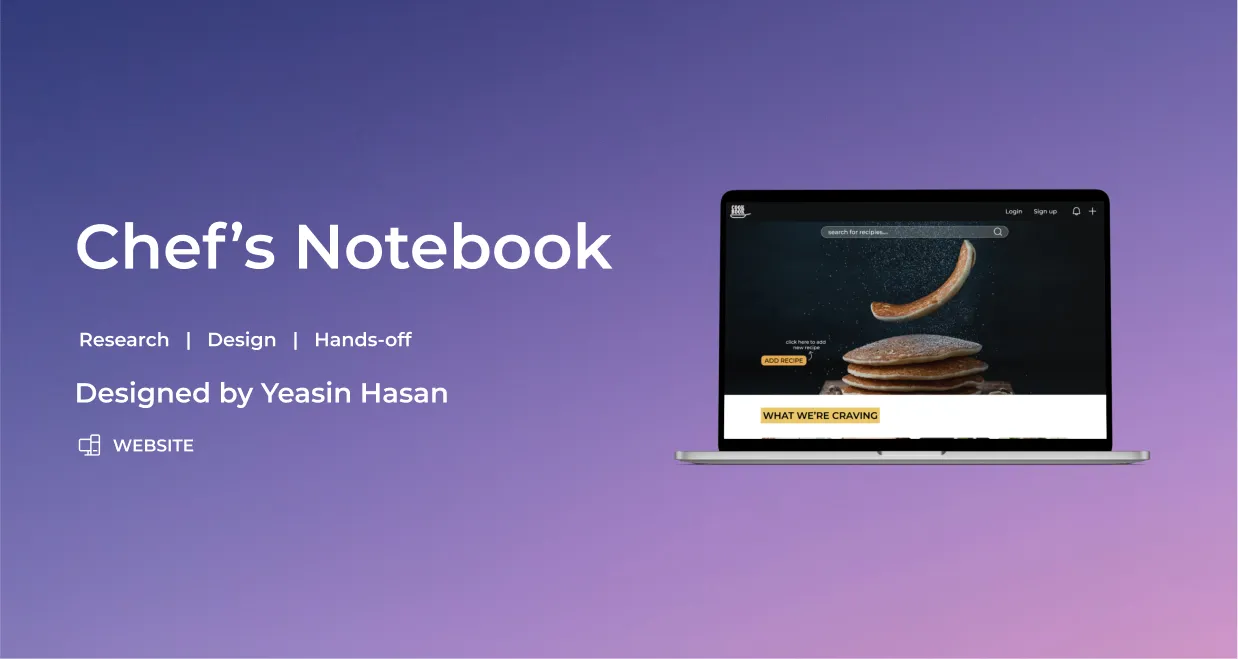 Chef’s Notebook
Research | Design | Hands-off
Designed by Yeasin Hasan
WEBSITE
COOK
BOOK
Login Sign up
search for recipies...
click here to add
new recipe
ADD RECIPE
WHAT WE’RE CRAVING